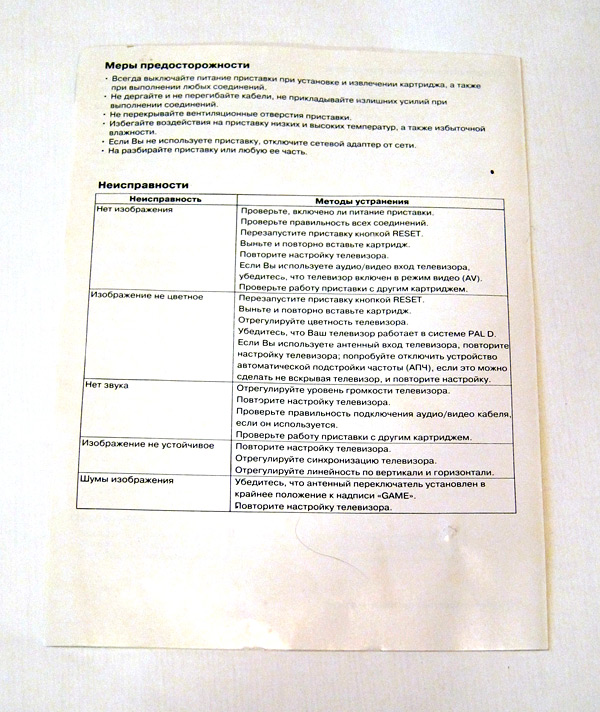 Меры предосторожности
· Всегда выключайте питание приставки при установке и извлечении картриджа, а также
при выполнении любых соединений.
· Не дергайте и не перегибайте кабели, не прикладывайте излишних усилий при
выполнении соединений.
· Не перекрывайте вентиляционные отверстия приставки.
· Избегайте воздействия на приставку низких и высоких температур, а также избыточной
влажности.
· Если Вы не используете приставку, отключите сетевой адаптер от сети.
· На разбирайте приставку или любую ее часть.
Неисправности
Неисправность Методы устранения
Нет изображения Проверьте, включено ли питание приставки.
Проверьте правильность всех соединений.
Перезапустите приставку кнопкой RESET.
Выньте и повторно вставьте картридж.
Повторите настройку телевизора.
Если Вы используете аудио/видео вход телевизора,
убедитесь, что телевизор включен в режим видео (AV).
Проверьте работу приставки с другим картриджем.
Изображение не цветное Перезапустите приставку кнопкой RESET.
Выньте и повторно вставьте картридж.
Отрегулируйте цветность телевизора.
Убедитесь, что Ваш телевизор работает в системе PAL D.
Если Вы используете антенный вход телевизора, повторите
настройку телевизора; попробуйте отключить устройство
автоматической подстройки частоты (АПЧ), если это можно
сделать не вскрывая телевизор, и повторите настройку.
Нет звука Отрегулируйте уровень громкости телевизора.
Повторите настройку телевизора.
Проверьте правильность подключения аудио/видео кабеля,
если он используется.
Проверьте работу приставки с другим картриджем.
Изображение не устойчивое Повторите настройку телевизора.
Отрегулируйте синхронизацию телевизора.
Отрегулируйте линейность по вертикали и горизонтали.
Шумы изображения Убедитесь, что антенный переключатель установлен в
крайнее положение к надписи «GAME».
Повторите настройку телевизора.